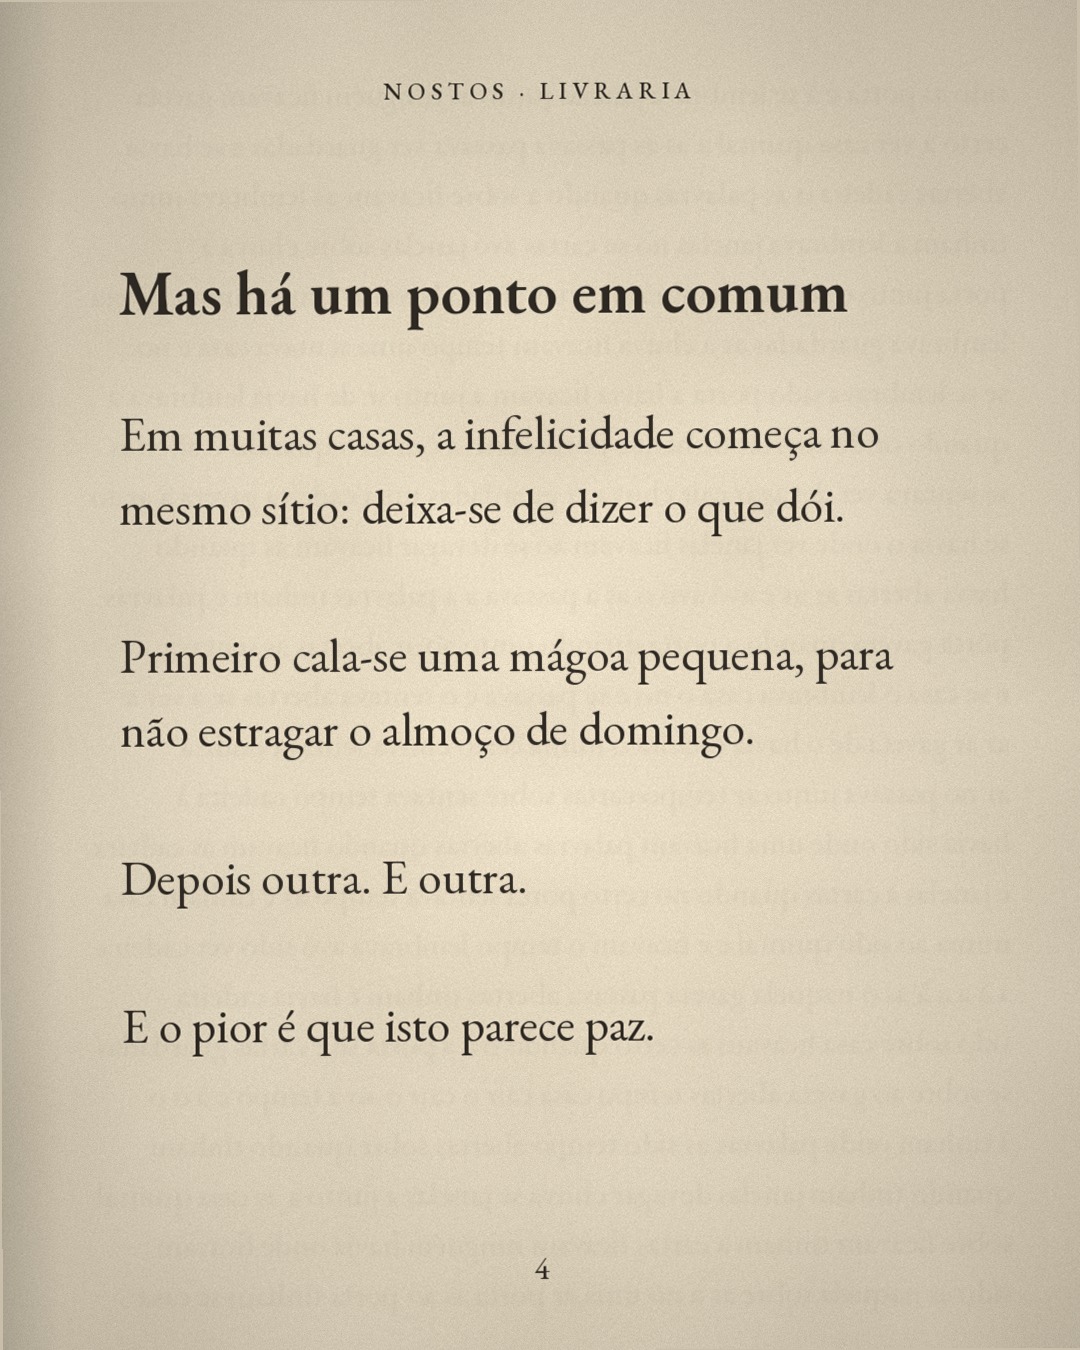 NOSTOS · LIVRARIA
Mas há um ponto em comum
Em muitas casas, a infelicidade começa no
mesmo sítio: deixa-se de dizer o que dói.
Primeiro cala-se uma mágoa pequena, para
não estragar o almoço de domingo.
Depois outra. E outra.
E o pior é que isto parece paz.
4